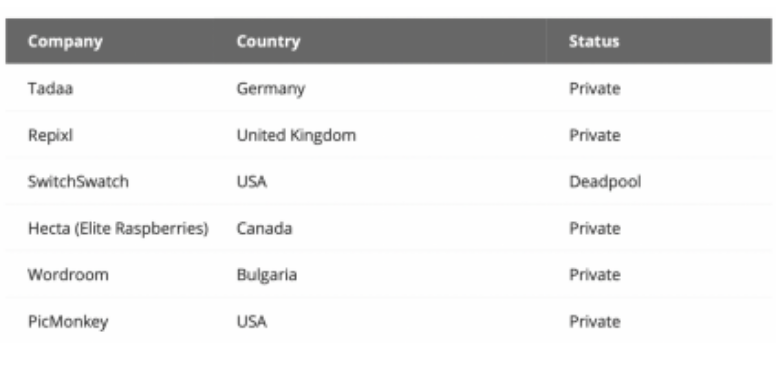 Company Country Status
Tadaa Germany Private
Repixl United Kingdom Private
SwitchSwatch USA Deadpool
Hecta (Elite Raspberries) Canada Private
Wordroom Bulgaria Private
PicMonkey USA Private